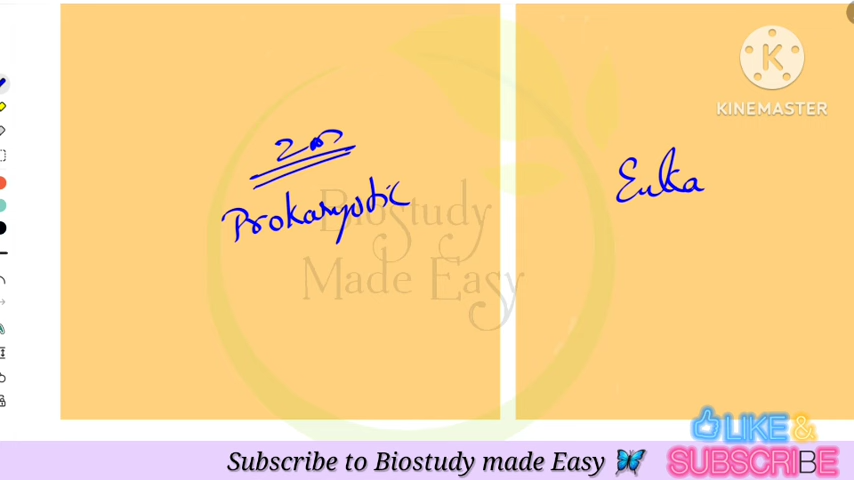 KINEMASTER
Prokaryotic
Euka
Biostudy
Made Easy
LIKE &
SUBSCRIBE
Subscribe to Biostudy made Easy 🦋